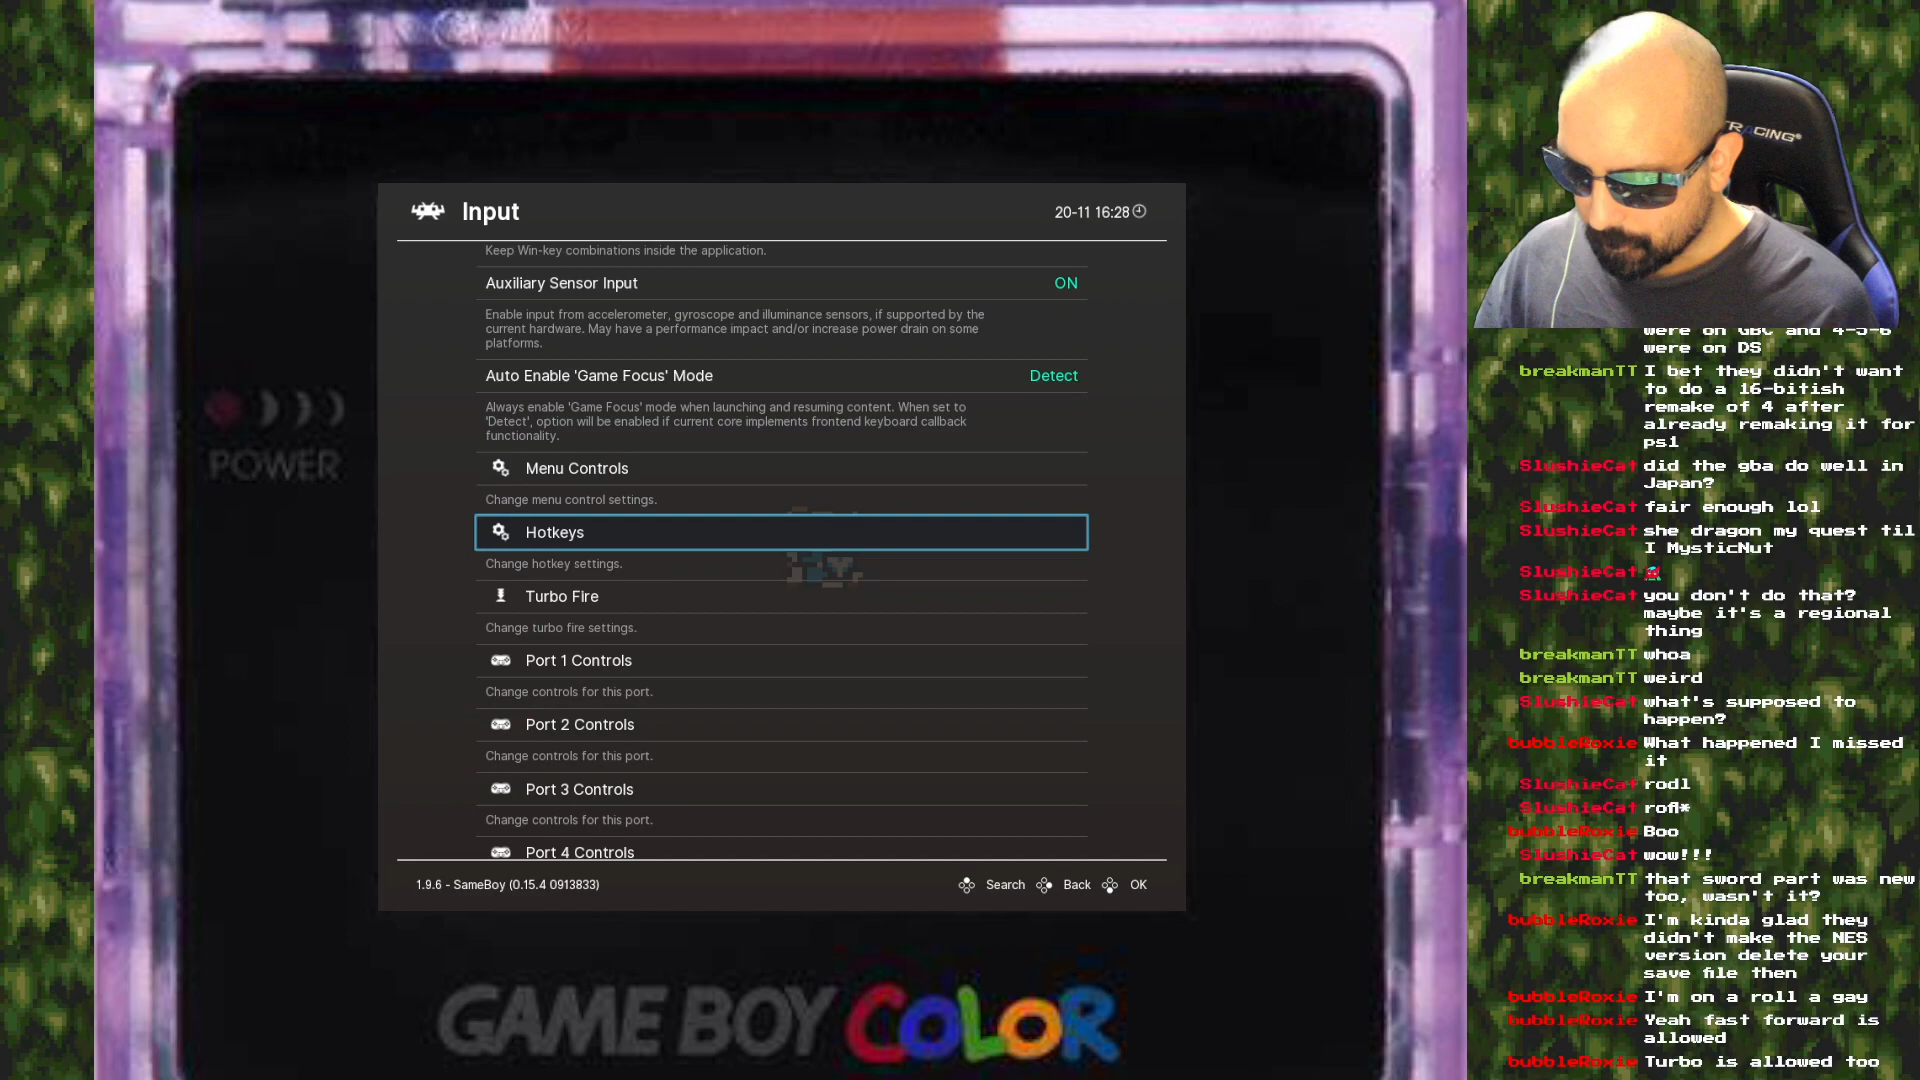 Input
20-11 16:28
Keep Win-key combinations inside the application.
Auxiliary Sensor Input
ON
Enable input from accelerometer, gyroscope and illuminance sensors, if supported by the
current hardware. May have a performance impact and/or increase power drain on some
platforms.
Auto Enable 'Game Focus' Mode
Detect
Always enable 'Game Focus' mode when launching and resuming content. When set to
'Detect', option will be enabled if current core implements frontend keyboard callback
functionality.
Menu Controls
Change menu control settings.
Hotkeys
Change hotkey settings.
Turbo Fire
Change turbo fire settings.
Port 1 Controls
Change controls for this port.
Port 2 Controls
Change controls for this port.
Port 3 Controls
Change controls for this port.
Port 4 Controls
1.9.6 - SameBoy (0.15.4 0913833)
Search
Back
OK
POWER
GAME BOY COLOR
were on GBC and 4-5-6
were on DS
breakmanTT I bet they didn't want
to do a 16-bitish
remake of 4 after
already remaking it for
ps1
SlushieCat did the gba do well in
Japan?
SlushieCat fair enough lol
SlushieCat she dragon my quest til
I MysticNut
SlushieCat
SlushieCat you don't do that?
maybe it's a regional
thing
breakmanTT whoa
breakmanTT weird
SlushieCat what's supposed to
happen?
bubbleRoxie What happened I missed
it
SlushieCat rodl
SlushieCat rofl*
bubbleRoxie Boo
SlushieCat wow!!!
breakmanTT that sword part was new
too, wasn't it?
bubbleRoxie I'm kinda glad they
didn't make the NES
version delete your
save file then
bubbleRoxie I'm on a roll a gay
bubbleRoxie Yeah fast forward is
allowed
bubbleRoxie Turbo is allowed too